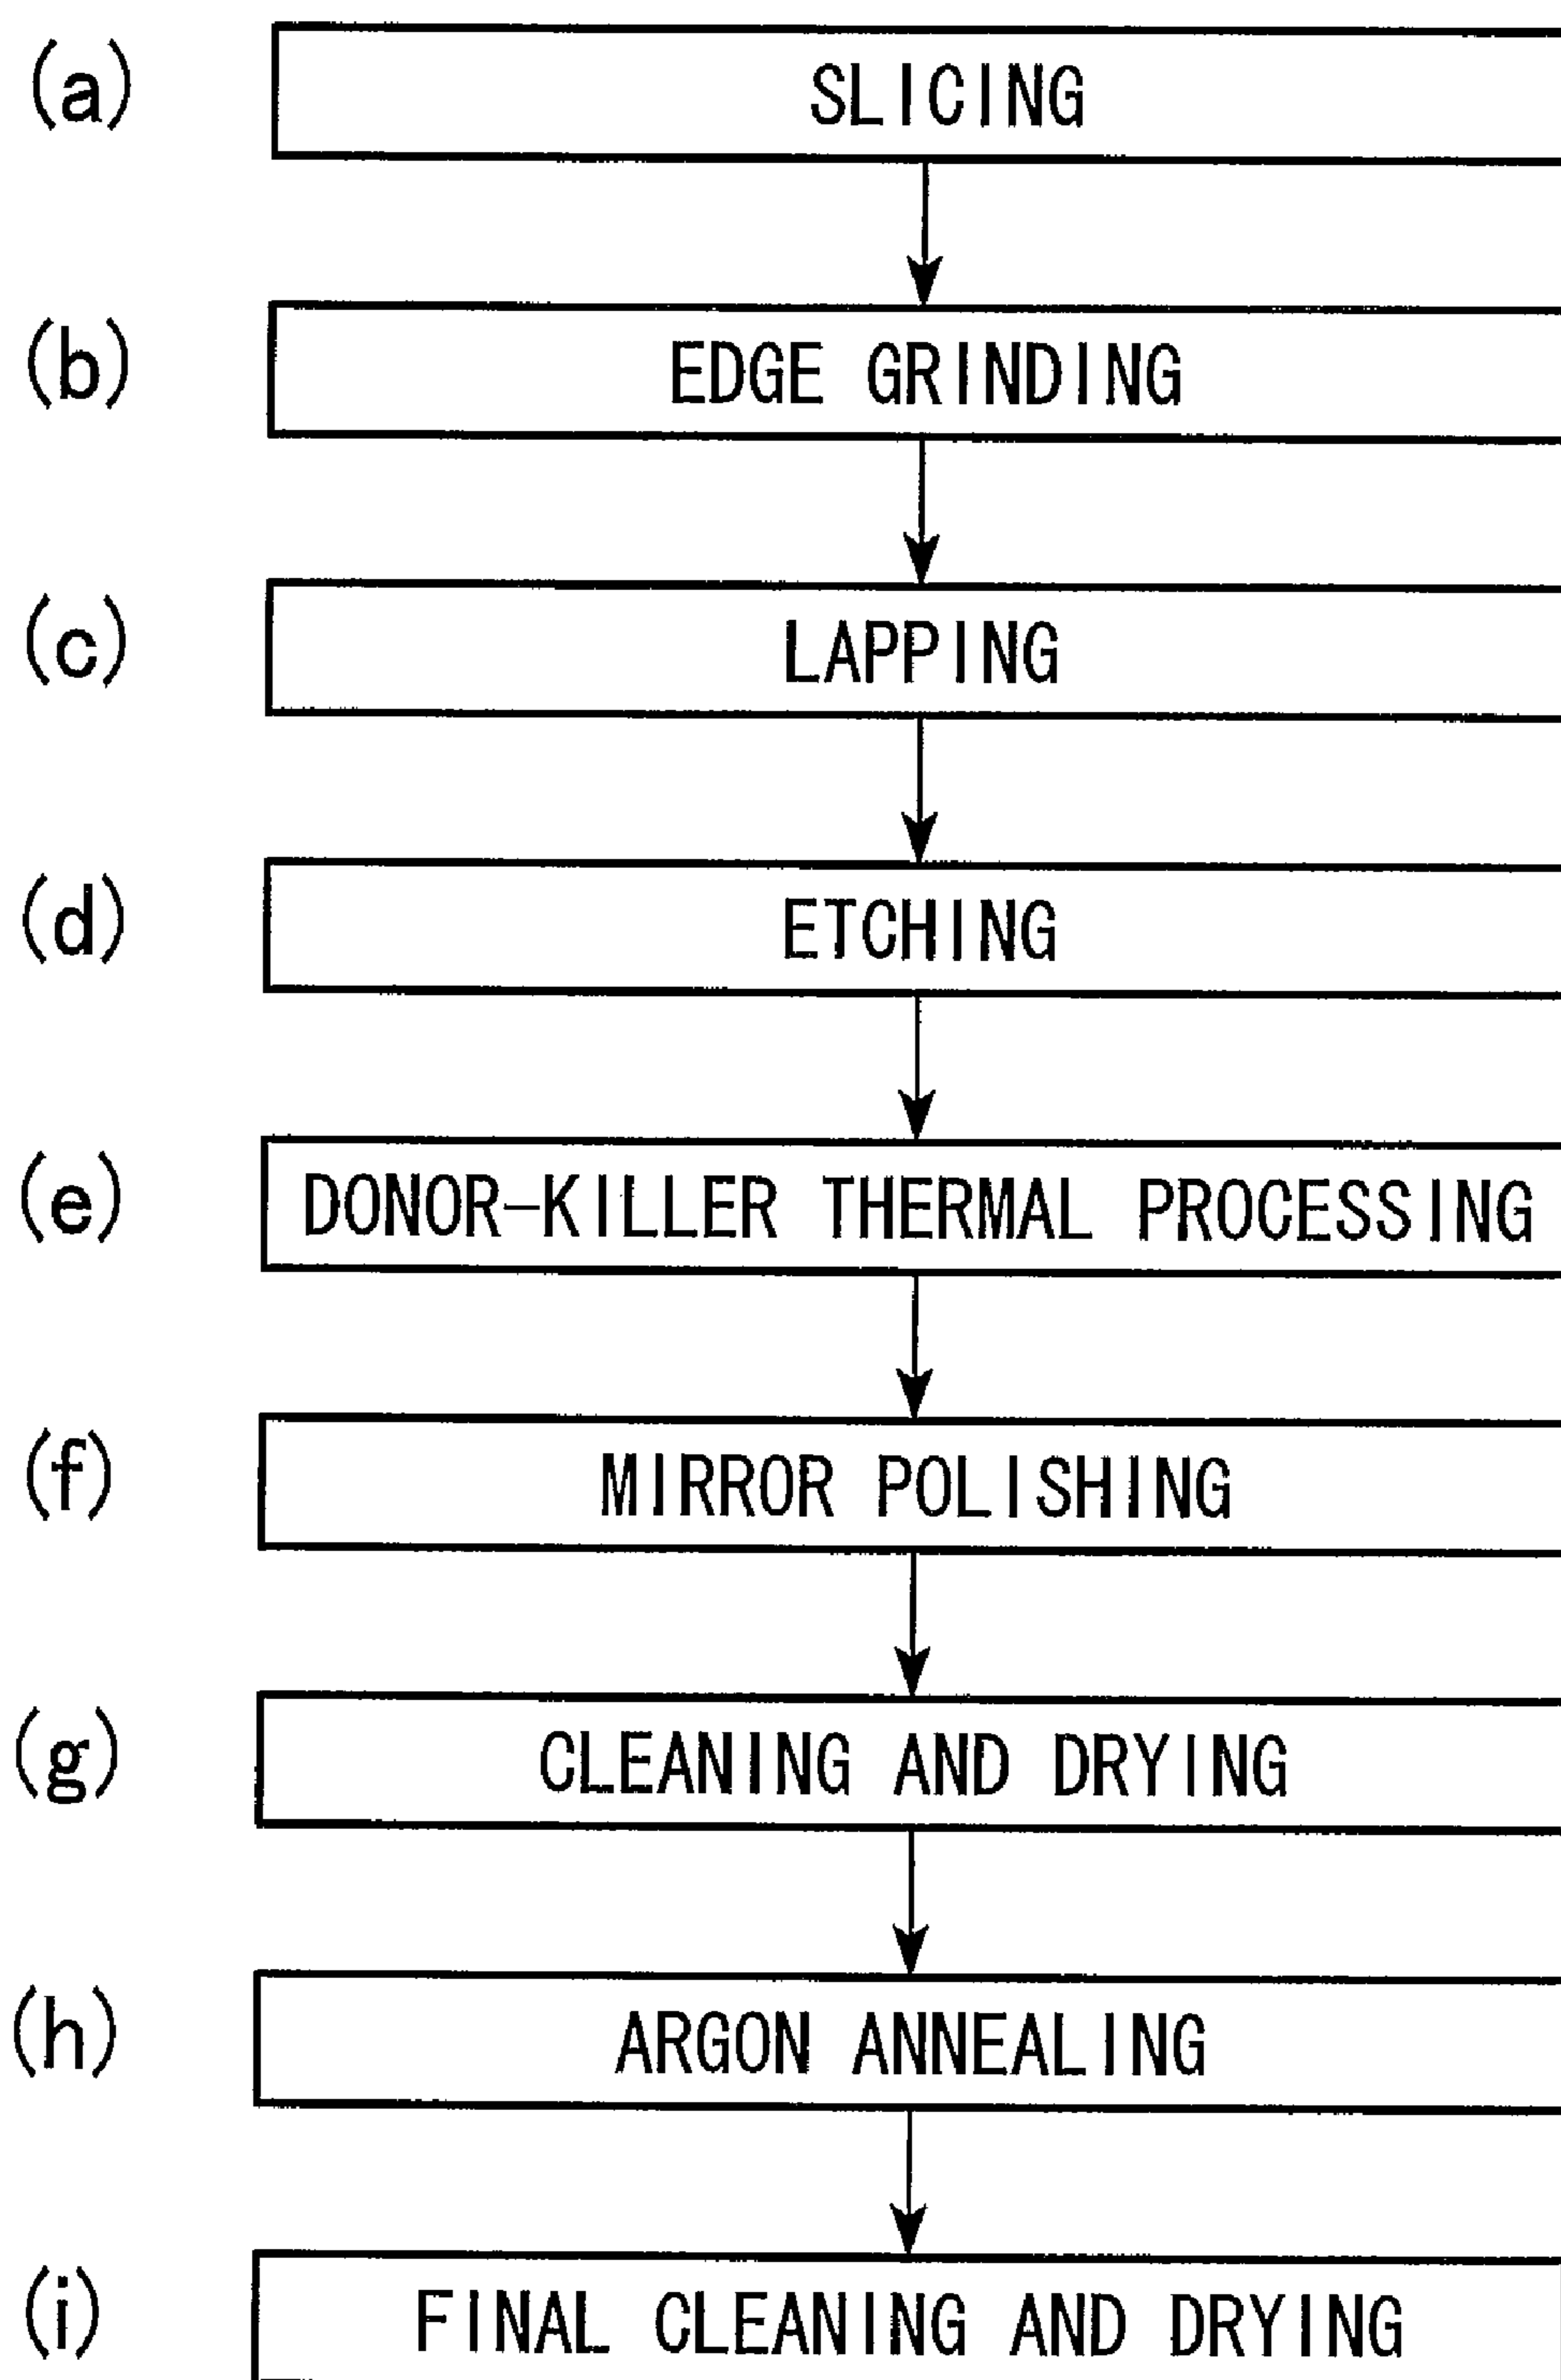 (a) SLICING
(b) EDGE GRINDING
(c) LAPPING
(d) ETCHING
(e) DONOR-KILLER THERMAL PROCESSING
(f) MIRROR POLISHING
(g) CLEANING AND DRYING
(h) ARGON ANNEALING
(i) FINAL CLEANING AND DRYING